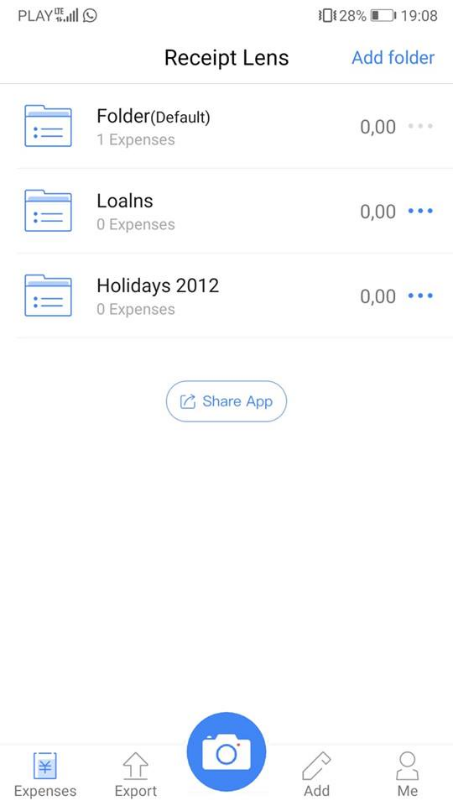 PLAY LTE 28% 19:08
Receipt Lens Add folder
Folder(Default)
1 Expenses
0,00
Loalns
0 Expenses
0,00
Holidays 2012
0 Expenses
0,00
Share App
¥
Expenses Export Add Me